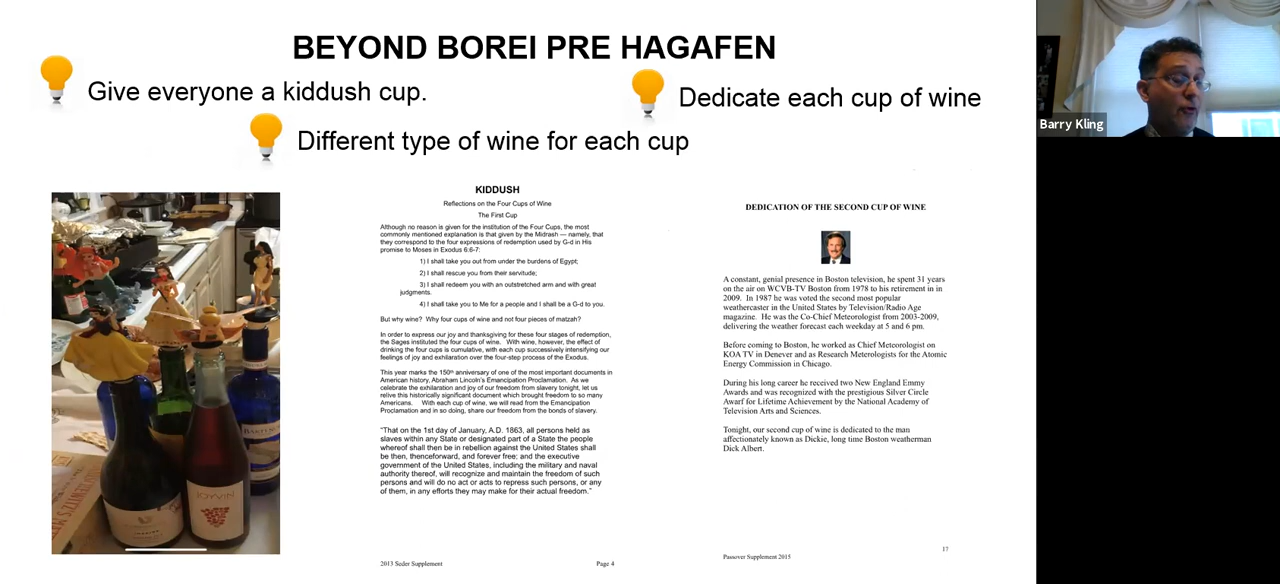 BEYOND BOREI PRE HAGAFEN
Give everyone a kiddush cup.
Dedicate each cup of wine
Different type of wine for each cup
Barry Kling
KIDDUSH
Reflections on the Four Cups of Wine
The First Cup
Although no reason is given for the institution of the Four Cups, the most
commonly mentioned explanation is that given by the Midrash — namely, that
they correspond to the four expressions of redemption used by G-d in His
promise to Moses in Exodus 6:6-7:
1) I shall take you out from under the burdens of Egypt;
2) I shall rescue you from their servitude;
3) I shall redeem you with an outstretched arm and with great
judgments.
4) I shall take you to Me for a people and I shall be a G-d to you.
But why wine? Why four cups of wine and not four pieces of matzah?
In order to express our joy and thanksgiving for these four stages of redemption,
the Sages instituted the four cups of wine. With wine, however, the effect of
drinking the four cups is cumulative, with each cup successively intensifying our
feelings of joy and exhilaration over the four-step process of the Exodus.
This year marks the 150th anniversary of one of the most important documents in
American history, Abraham Lincoln's Emancipation Proclamation. As we
celebrate the exhilaration and joy of our freedom from slavery tonight, let us
relive this historically significant document which brought freedom to so many
Americans. With each cup of wine, we will read from the Emancipation
Proclamation and in so doing, share our freedom from the bonds of slavery.
"That on the 1st day of January, A.D. 1863, all persons held as
slaves within any State or designated part of a State the people
whereof shall then be in rebellion against the United States shall
be then, thenceforward, and forever free; and the executive
government of the United States, including the military and naval
authority thereof, will recognize and maintain the freedom of such
persons and will do no act or acts to repress such persons, or any
of them, in any efforts they may make for their actual freedom."
2013 Seder Supplement
Page 4
DEDICATION OF THE SECOND CUP OF WINE
A constant, genial presence in Boston television, he spent 31 years
on the air on WCVB-TV Boston from 1978 to his retirement in in
2009. In 1987 he was voted the second most popular
weathercaster in the United States by Television/Radio Age
magazine. He was the Co-Chief Meteorologist from 2003-2009,
delivering the weather forecast each weekday at 5 and 6 pm.
Before coming to Boston, he worked as Chief Meteorologist on
KOA TV in Denever and as Research Meterologists for the Atomic
Energy Commission in Chicago.
During his long career he received two New England Emmy
Awards and was recognized with the prestigious Silver Circle
Awarf for Lifetime Achievement by the National Academy of
Television Arts and Sciences.
Tonight, our second cup of wine is dedicated to the man
affectionately known as Dickie, long time Boston weatherman
Dick Albert.
17
Passover Supplement 2015
JOYVIN